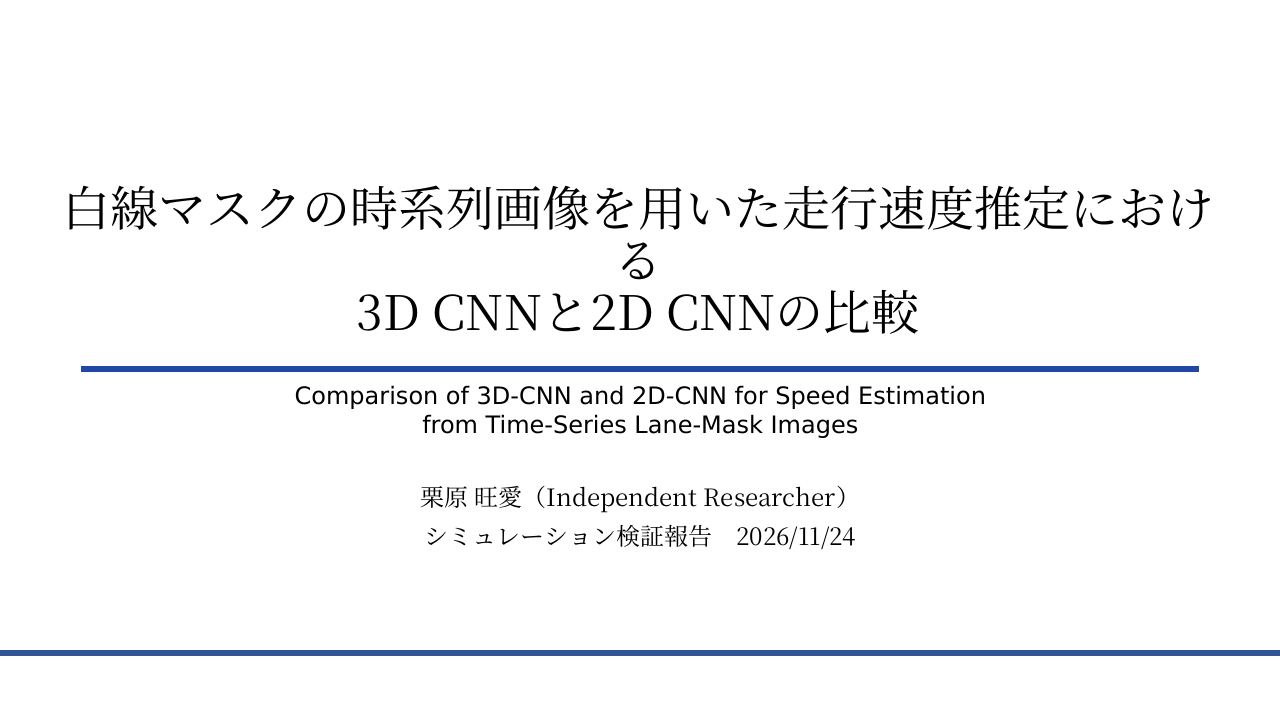 白線マスクの時系列画像を用いた走行速度推定におけ
る
3D CNNと2D CNNの比較
Comparison of 3D-CNN and 2D-CNN for Speed Estimation
from Time-Series Lane-Mask Images
栗原 旺愛（Independent Researcher）
シミュレーション検証報告　2026/11/24